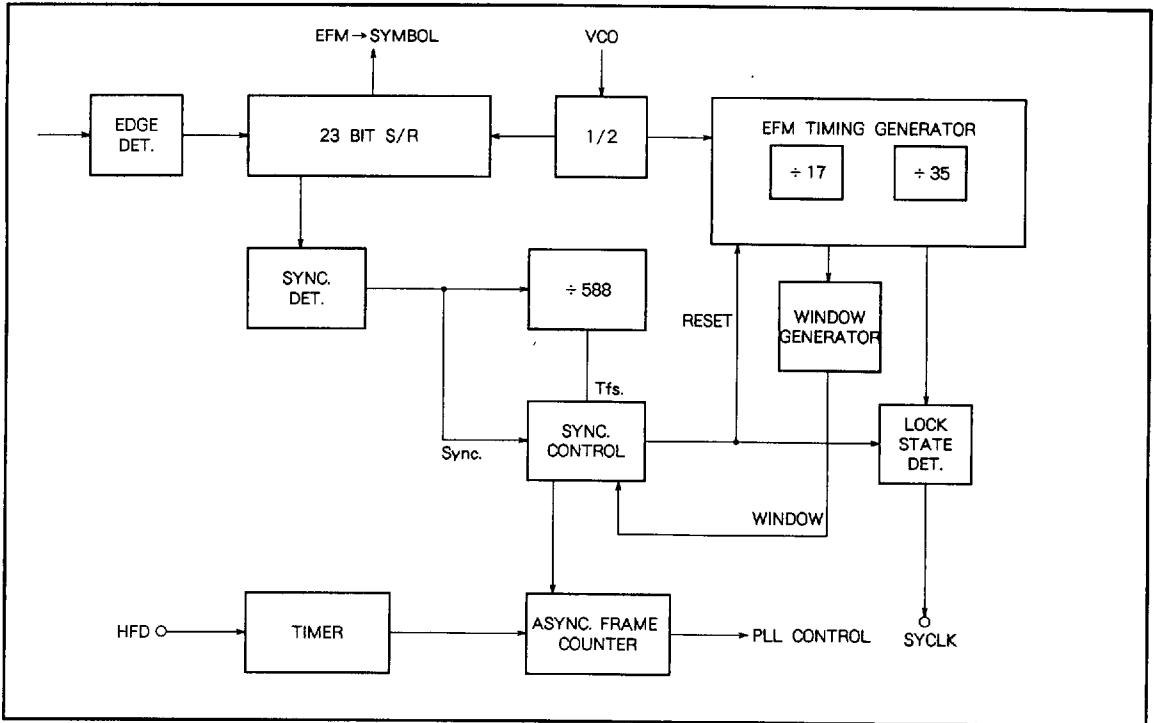 EFM→SYMBOL
VCO
EDGE
DET.
23 BIT S/R
1/2
EFM TIMING GENERATOR
÷17
÷35
SYNC.
DET.
÷588
RESET
WINDOW
GENERATOR
Tfs.
Sync.
SYNC.
CONTROL
LOCK
STATE
DET.
WINDOW
HFD
TIMER
ASYNC. FRAME
COUNTER
PLL CONTROL
SYCLK